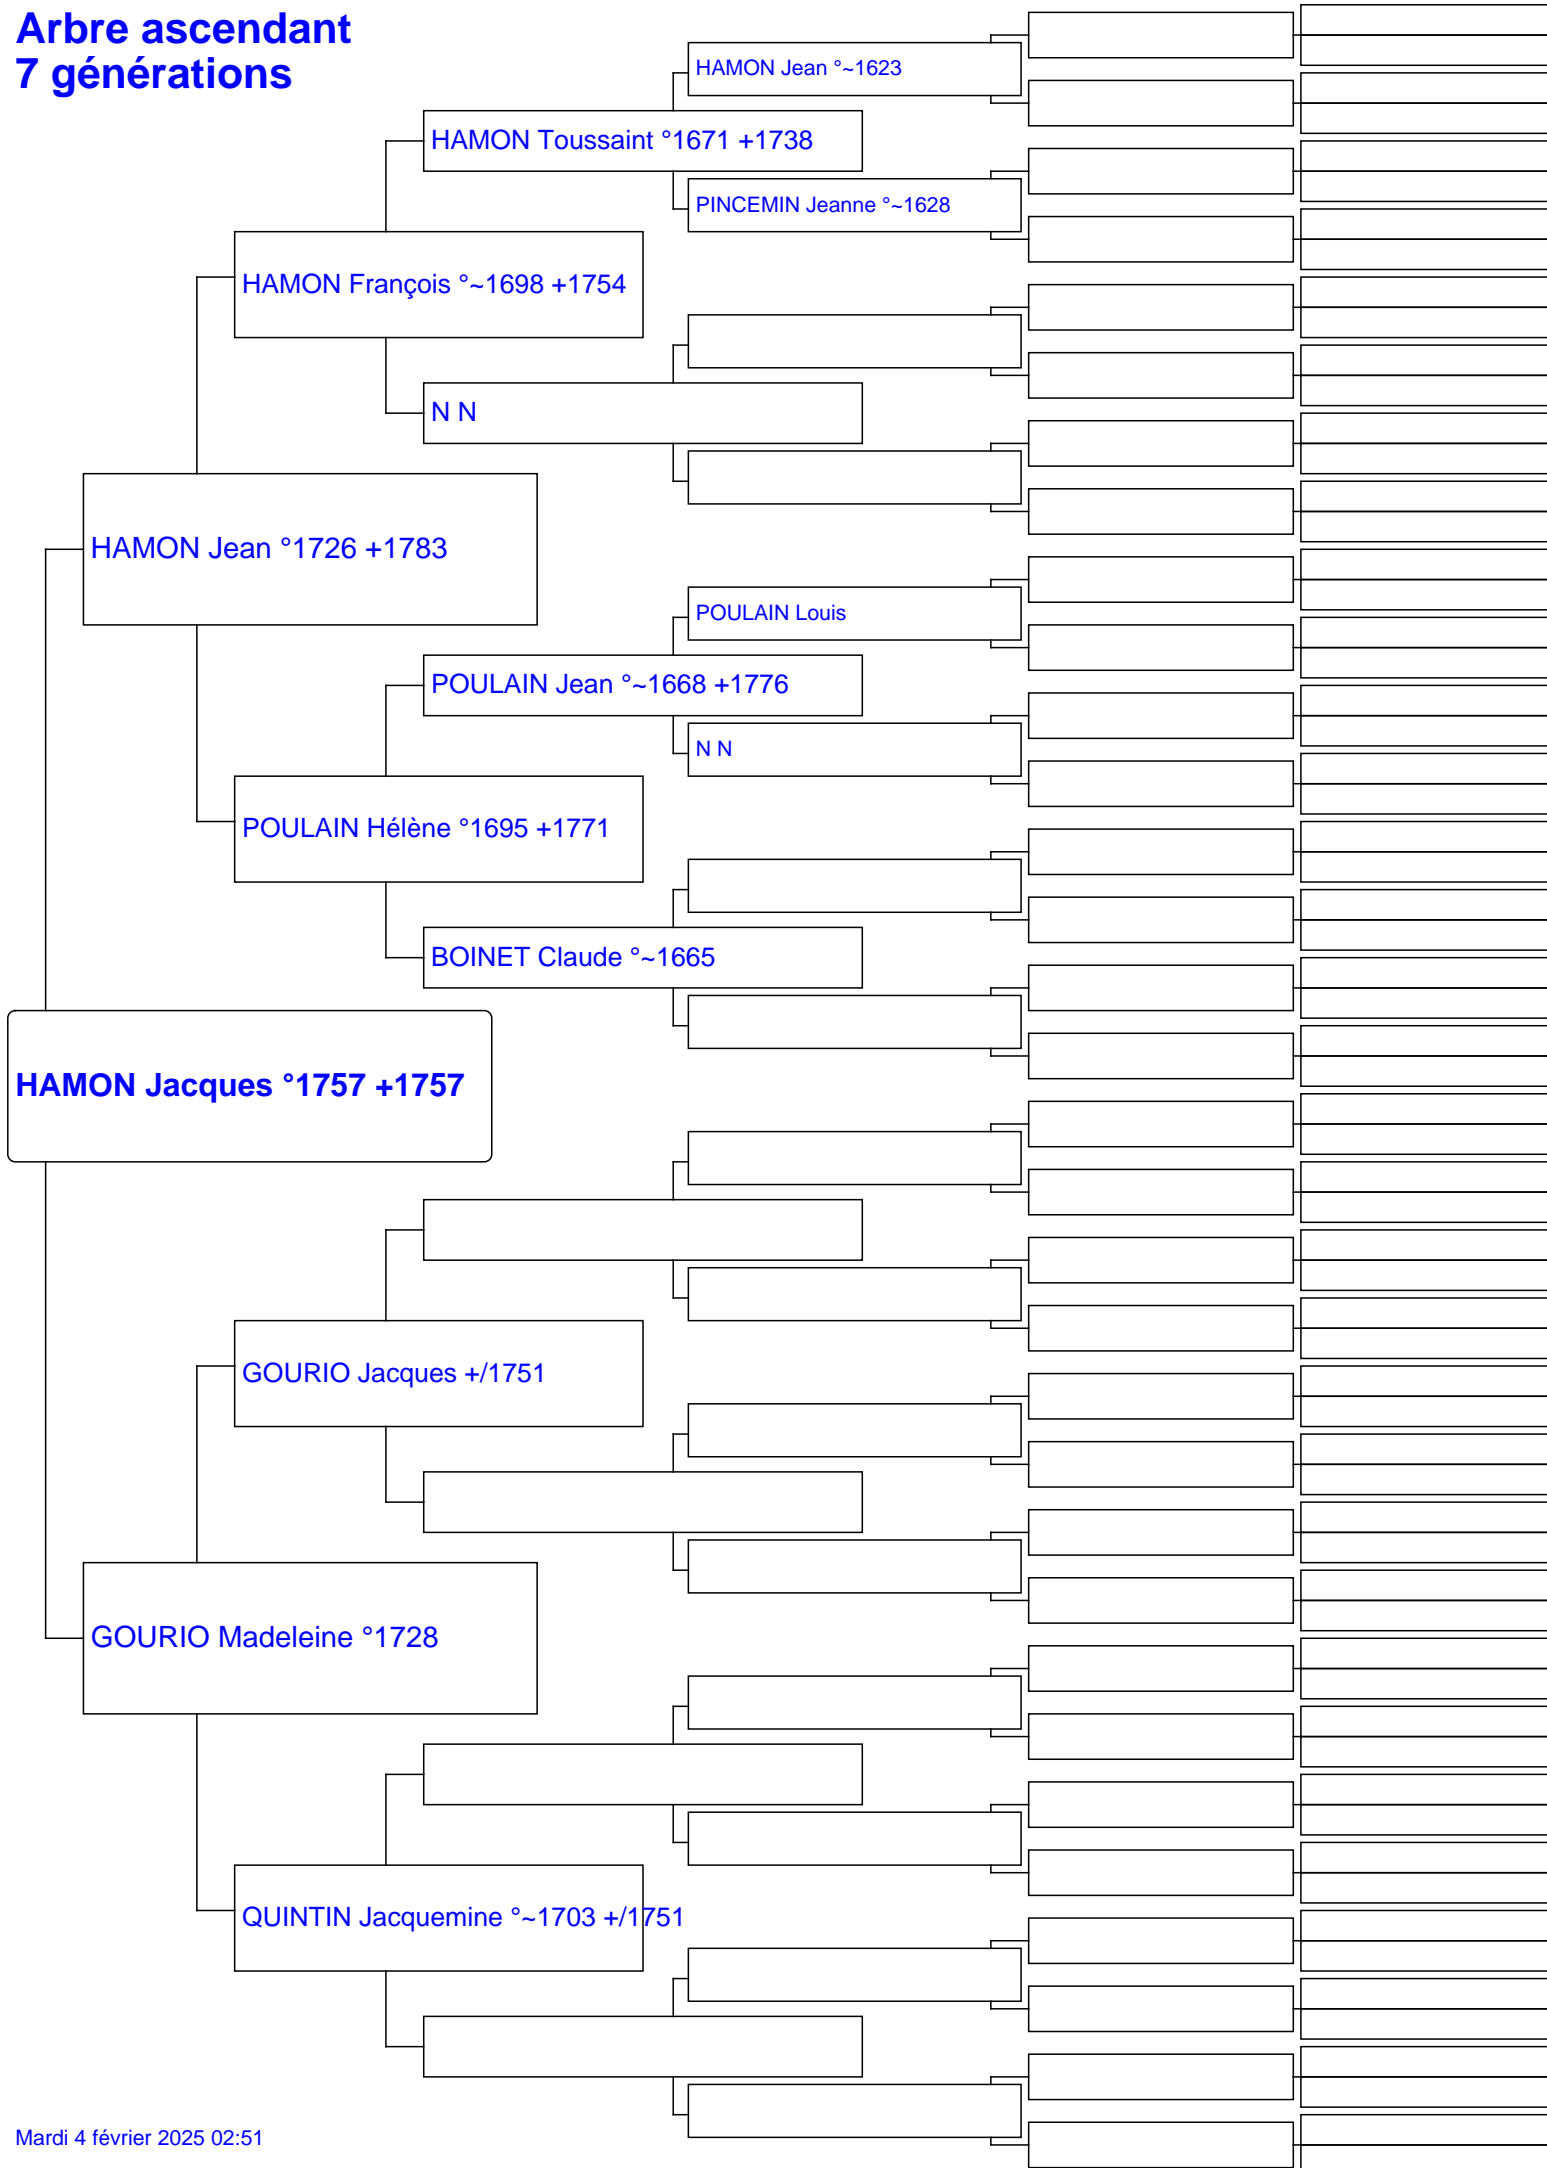 Arbre ascendant
7 générations
HAMON Jean °~1623
HAMON Toussaint °1671 +1738
PINCEMIN Jeanne °~1628
HAMON François °~1698 +1754
N N
HAMON Jean °1726 +1783
POULAIN Louis
POULAIN Jean °~1668 +1776
N N
POULAIN Hélène °1695 +1771
BOINET Claude °~1665
HAMON Jacques °1757 +1757
GOURIO Jacques +/1751
GOURIO Madeleine °1728
QUINTIN Jacquemine °~1703 +/1751
Mardi 4 février 2025 02:51